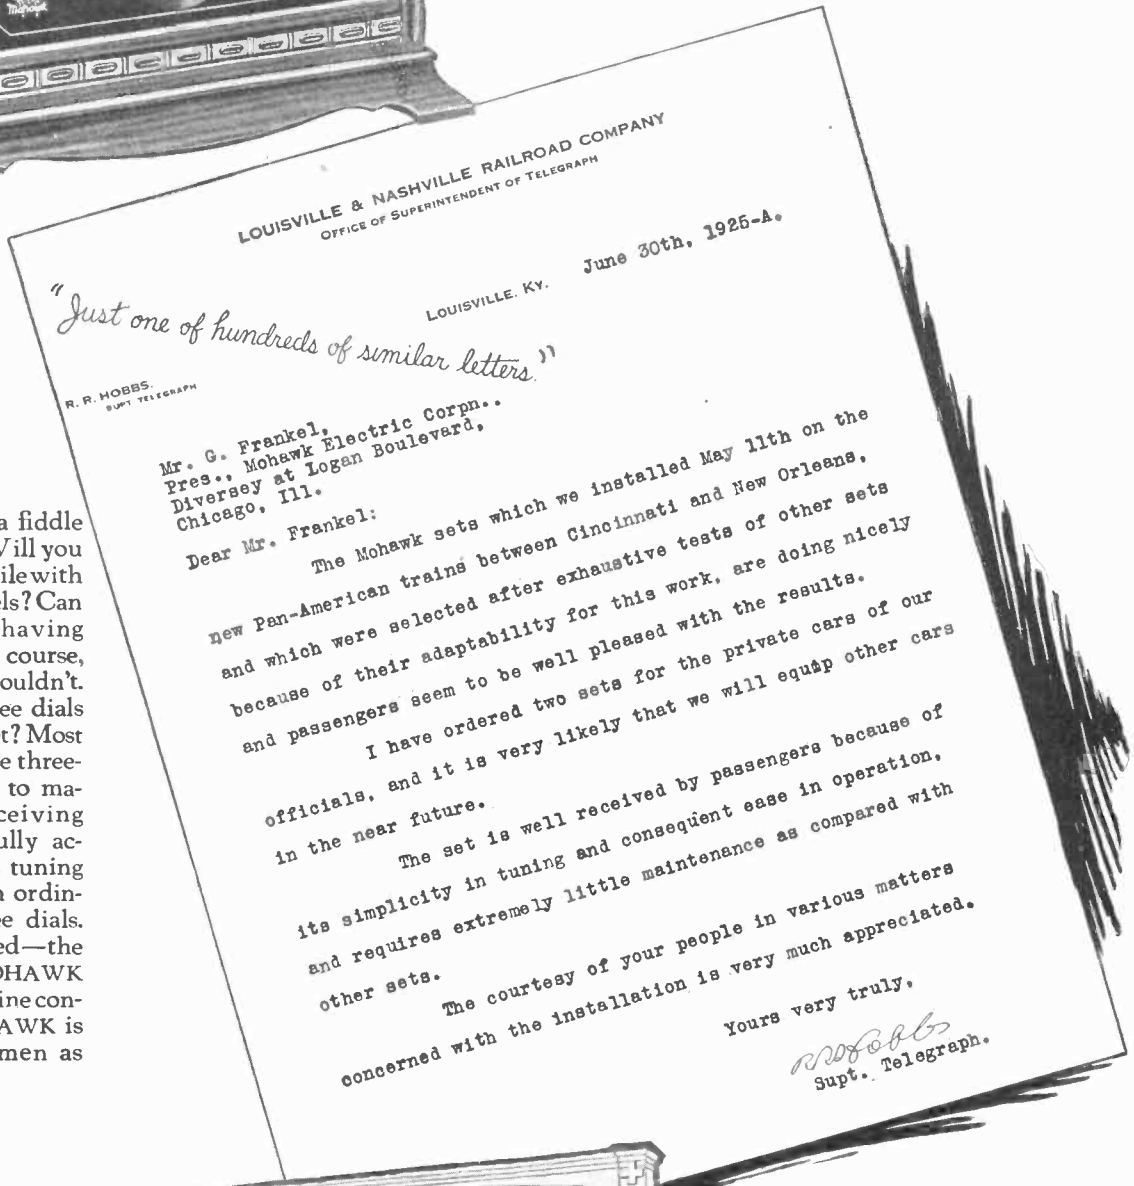 Mohawk
LOUISVILLE & NASHVILLE RAILROAD COMPANY
OFFICE OF SUPERINTENDENT OF TELEGRAPH
LOUISVILLE, KY.
June 30th, 1925-A.
"Just one of hundreds of similar letters."
R. R. HOBBS.
SUPT TELEGRAPH
Mr. G. Frankel,
Pres., Mohawk Electric Corpn..
Diversey at Logan Boulevard,
Chicago, Ill.
Dear Mr. Frankel:
The Mohawk sets which we installed May 11th on the
new Pan-American trains between Cincinnati and New Orleans,
and which were selected after exhaustive tests of other sets
because of their adaptability for this work, are doing nicely
and passengers seem to be well pleased with the results.
I have ordered two sets for the private cars of our
officials, and it is very likely that we will equip other cars
in the near future.
The set is well received by passengers because of
its simplicity in tuning and consequent ease in operation,
and requires extremely little maintenance as compared with
other sets.
The courtesy of your people in various matters
concerned with the installation is very much appreciated.
Yours very truly,
RRHobbs
Supt. Telegraph.
a fiddle
Will you
ile with
els? Can
having
course,
ouldn't.
ee dials
t? Most
e three-
to ma-
ceiving
ully ac-
tuning
ordin-
ee dials.
ed—the
OHAWK
ine con-
AWK is
men as